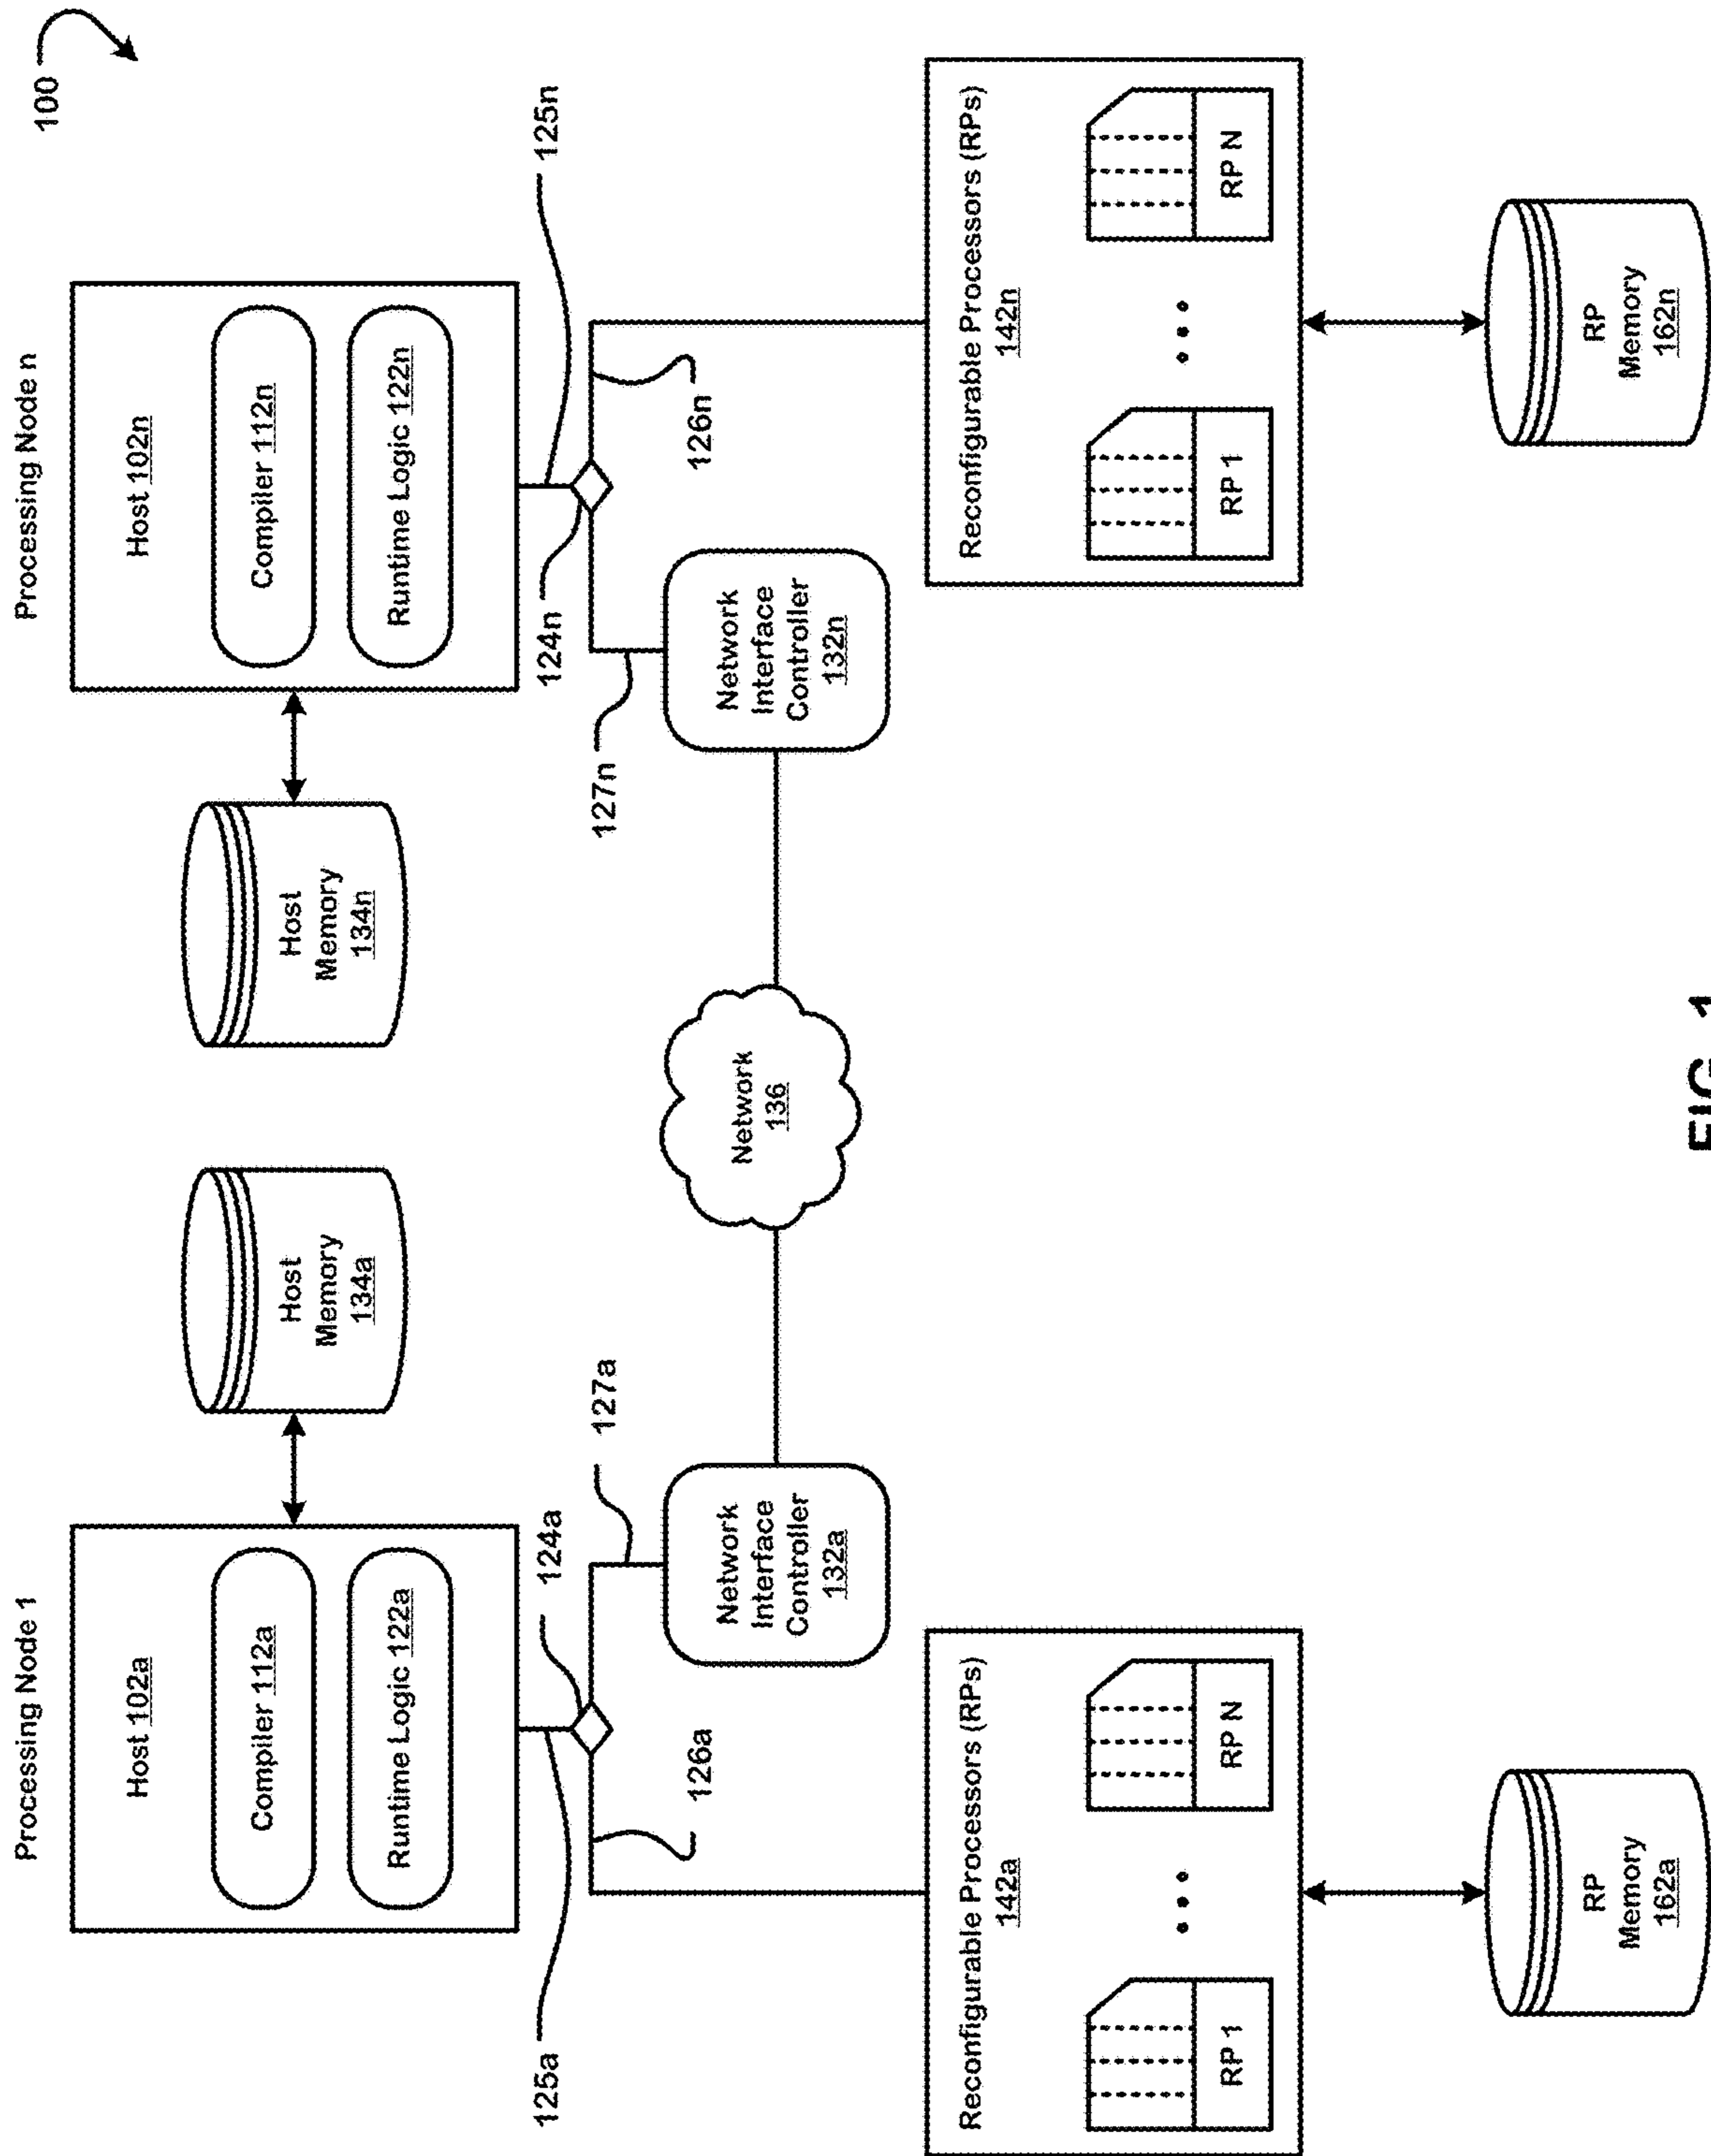 100
Processing Node 1
Host 102a
Compiler 112a
Runtime Logic 122a
Host
Memory
134a
125a
124a
126a
127a
Network
Interface
Controller
132a
Reconfigurable Processors (RPs)
142a
RP 1
• • •
RP N
RP
Memory
162a
Network
136
Processing Node n
Host 102n
Compiler 112n
Runtime Logic 122n
Host
Memory
134n
124n
125n
127n
126n
Network
Interface
Controller
132n
Reconfigurable Processors (RPs)
142n
RP 1
• • •
RP N
RP
Memory
162n
FIG. 1